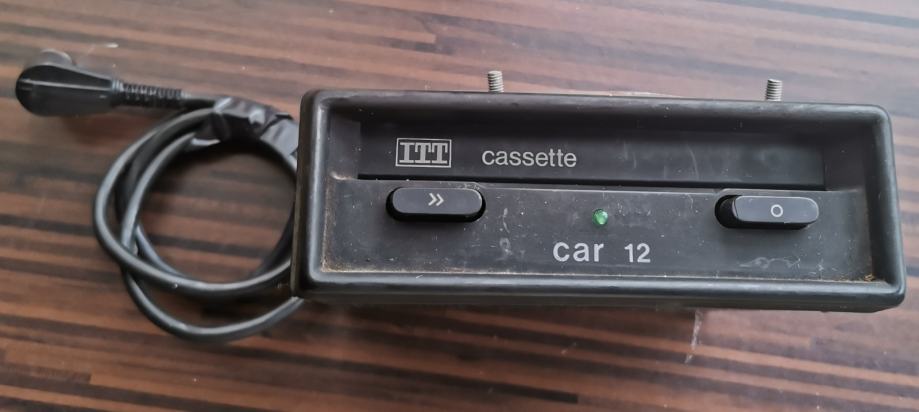 ITT cassette
»
O
car 12